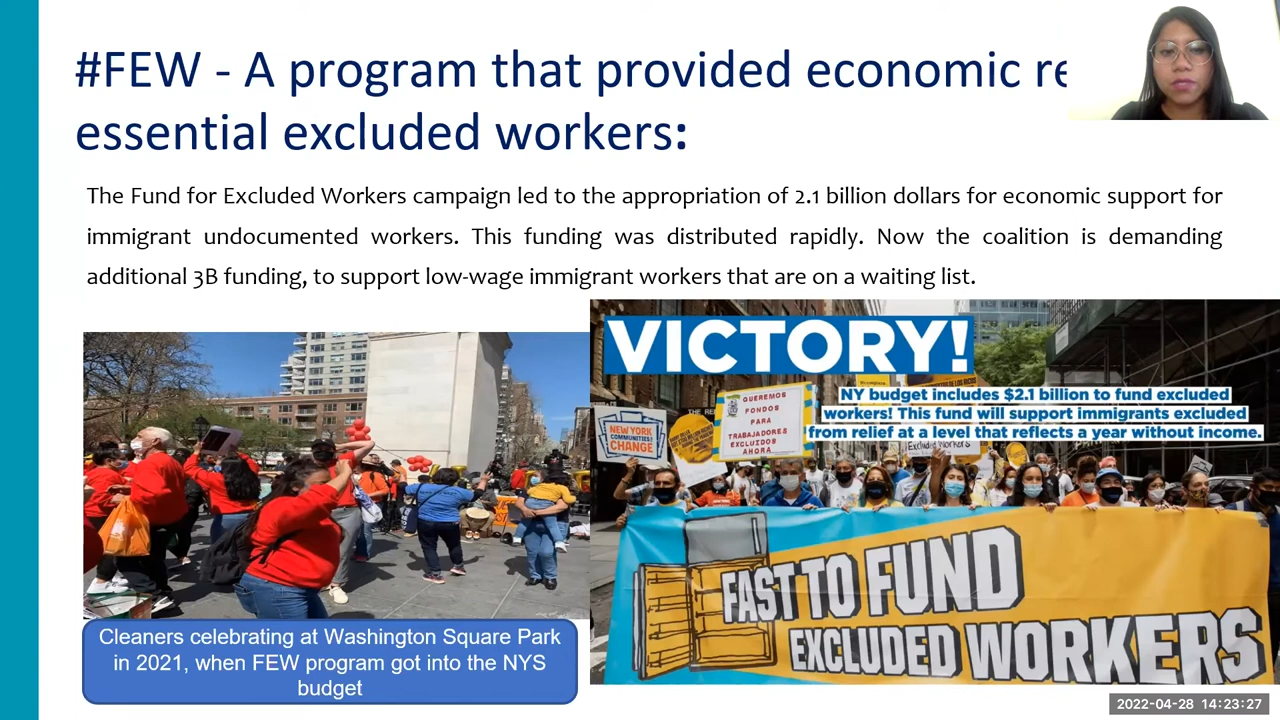 #FEW - A program that provided economic re
essential excluded workers:
The Fund for Excluded Workers campaign led to the appropriation of 2.1 billion dollars for economic support for
immigrant undocumented workers. This funding was distributed rapidly. Now the coalition is demanding
additional 3B funding, to support low-wage immigrant workers that are on a waiting list.
VICTORY!
NY budget includes $2.1 billion to fund excluded
workers! This fund will support immigrants excluded
from relief at a level that reflects a year without income.
NEW YORK
COMMUNITIES
CHANGE
QUEREMOS
FONDOS
PARA
TRABAJADORES
EXCLUIDOS
AHORA
Excluded Workers
FAST TO FUND
EXCLUDED WORKERS
Cleaners celebrating at Washington Square Park
in 2021, when FEW program got into the NYS
budget
2022-04-28 14:23:27